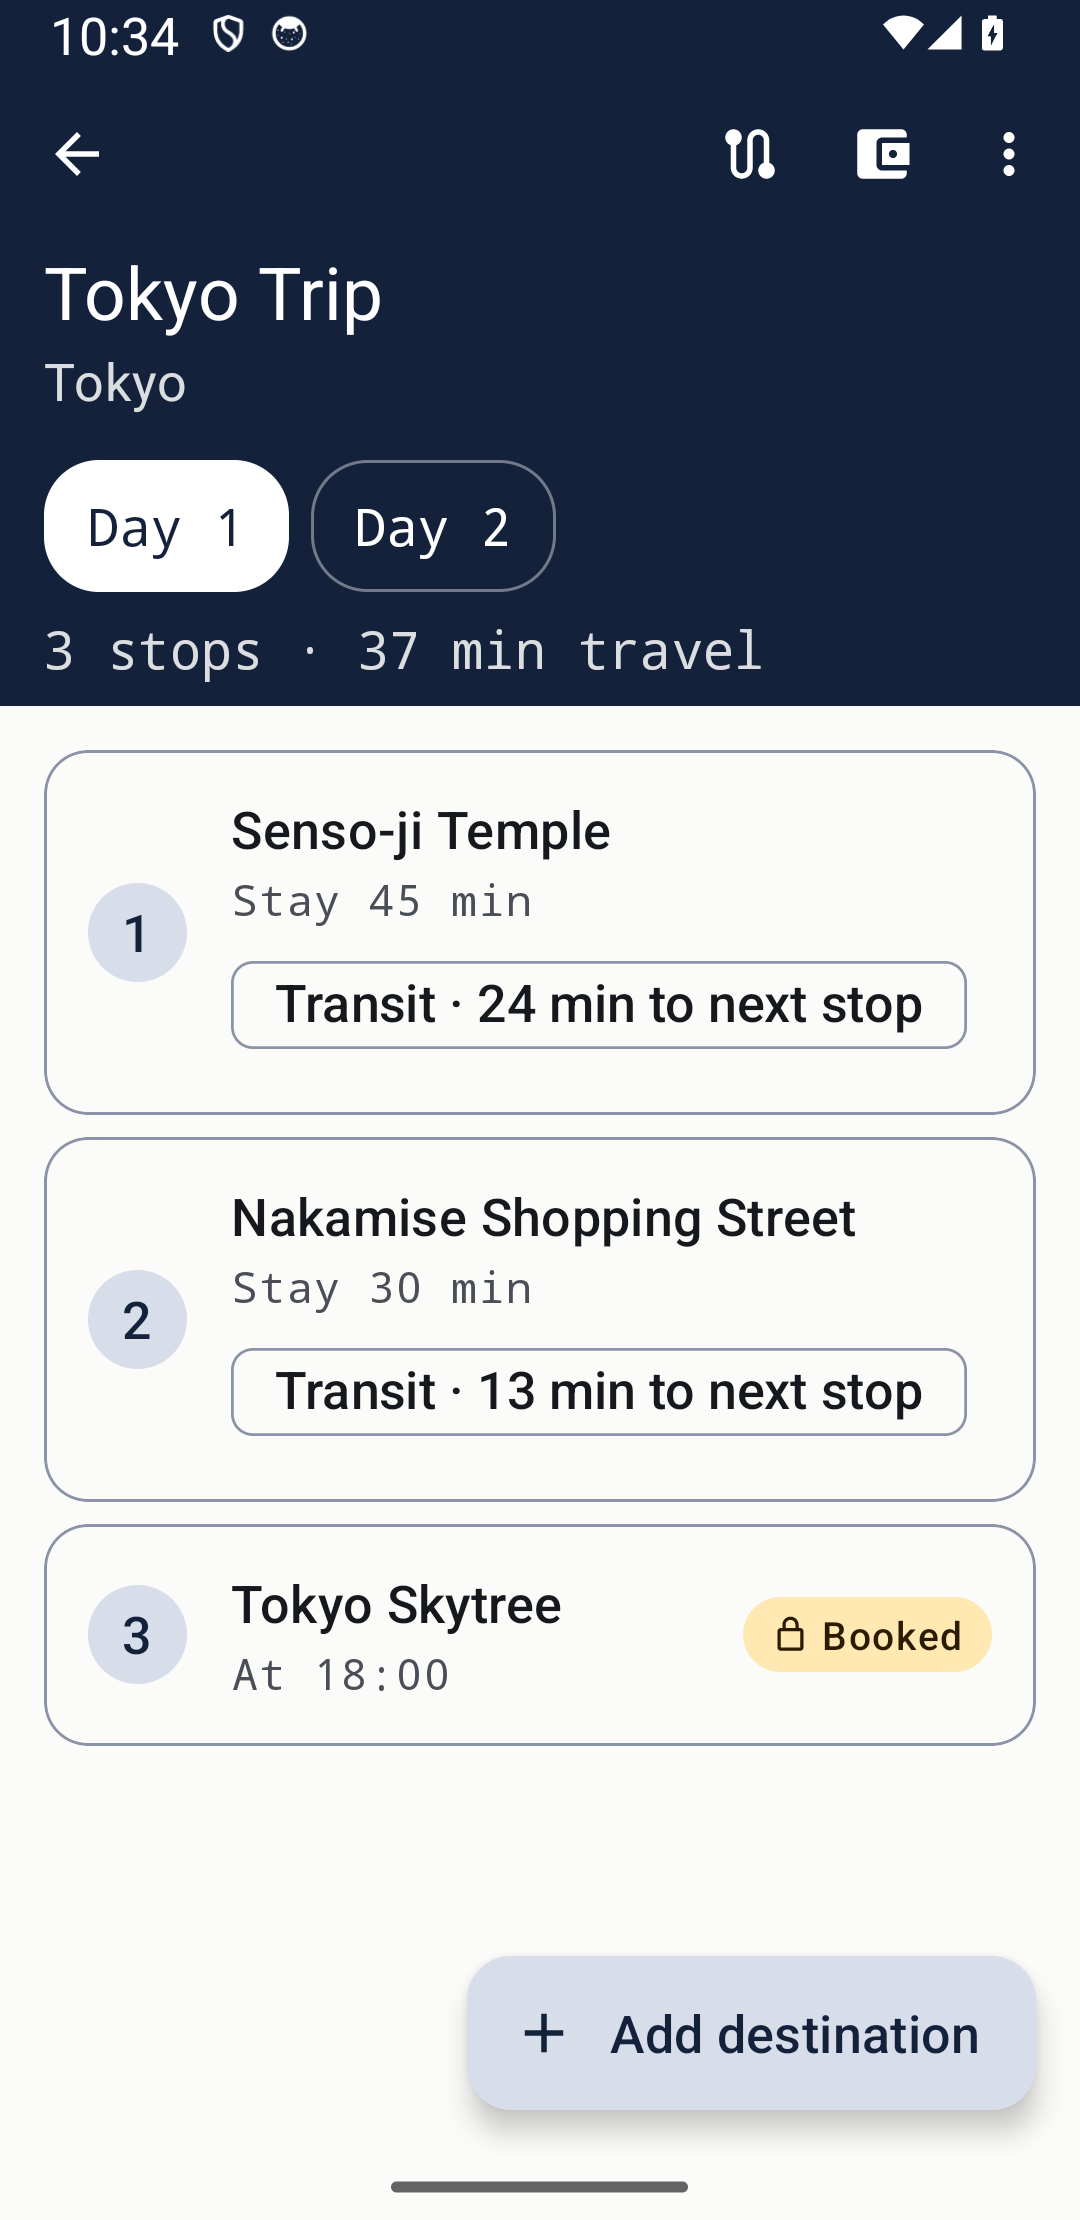 10:34
Tokyo Trip
Tokyo
Day 1 Day 2
3 stops · 37 min travel
Senso-ji Temple
Stay 45 min
1
Transit · 24 min to next stop
Nakamise Shopping Street
Stay 30 min
2
Transit · 13 min to next stop
Tokyo Skytree
3
Booked
At 18:00
Add destination